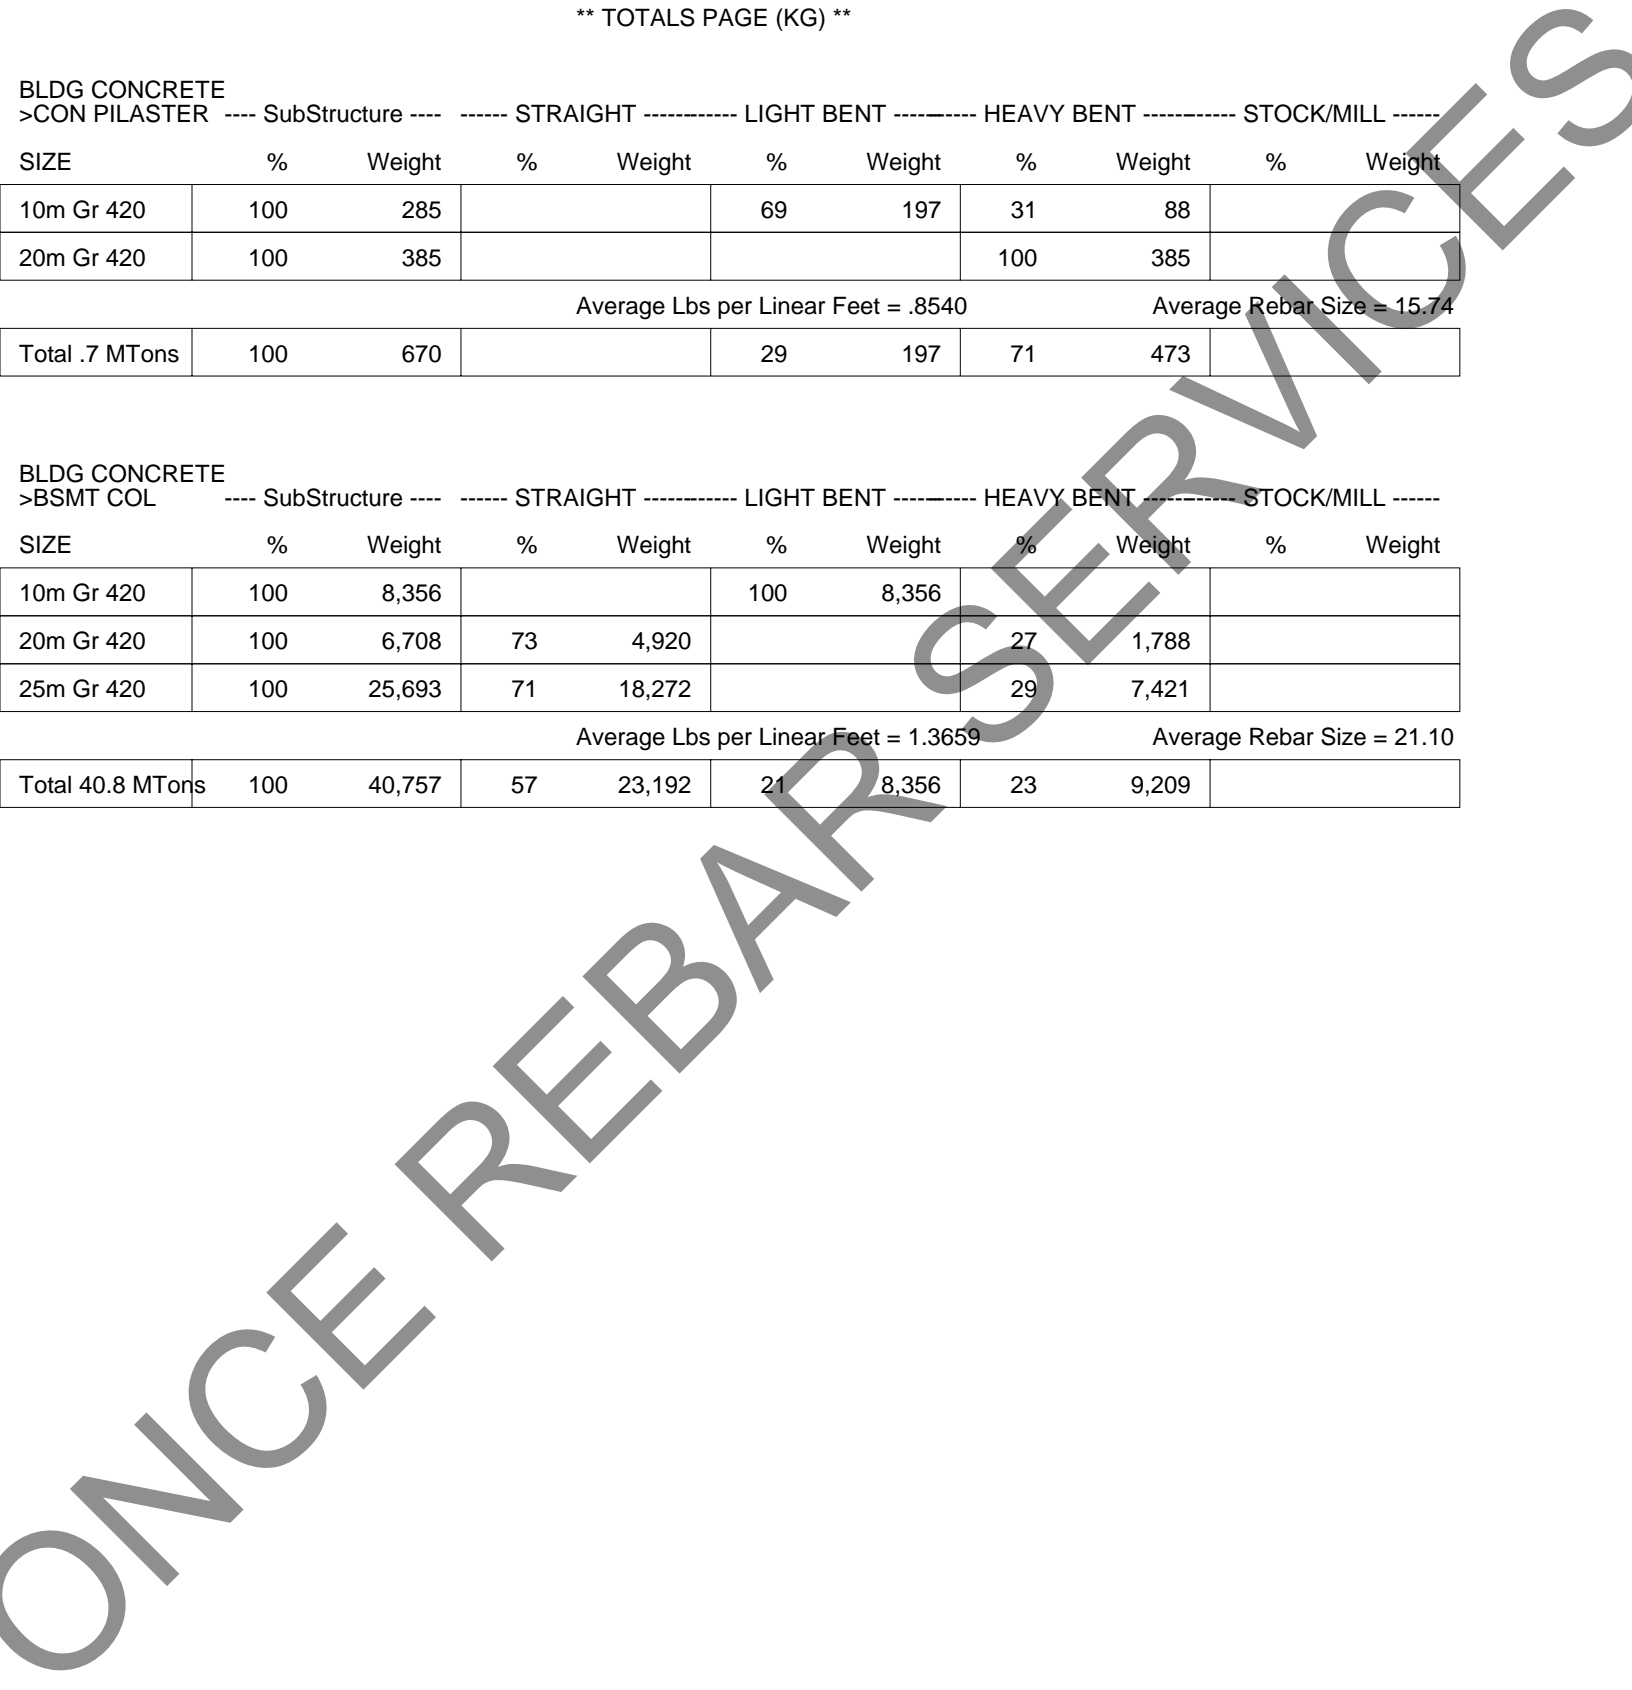 ** TOTALS PAGE (KG) **
BLDG CONCRETE
>CON PILASTER ---- SubStructure ---- ------ STRAIGHT ------------ LIGHT BENT ------------ HEAVY BENT ------------ STOCK/MILL ------
SIZE % Weight % Weight % Weight % Weight % Weight
10m Gr 420 100 285 69 197 31 88
20m Gr 420 100 385 100 385
Average Lbs per Linear Feet = .8540 Average Rebar Size = 15.74
Total .7 MTons 100 670 29 197 71 473
BLDG CONCRETE
>BSMT COL ---- SubStructure ---- ------ STRAIGHT ------------ LIGHT BENT ------------ HEAVY BENT ------------ STOCK/MILL ------
SIZE % Weight % Weight % Weight % Weight % Weight
10m Gr 420 100 8,356 100 8,356
20m Gr 420 100 6,708 73 4,920 27 1,788
25m Gr 420 100 25,693 71 18,272 29 7,421
Average Lbs per Linear Feet = 1.3659 Average Rebar Size = 21.10
Total 40.8 MTons 100 40,757 57 23,192 21 8,356 23 9,209
ONCE REBAR SERVICES